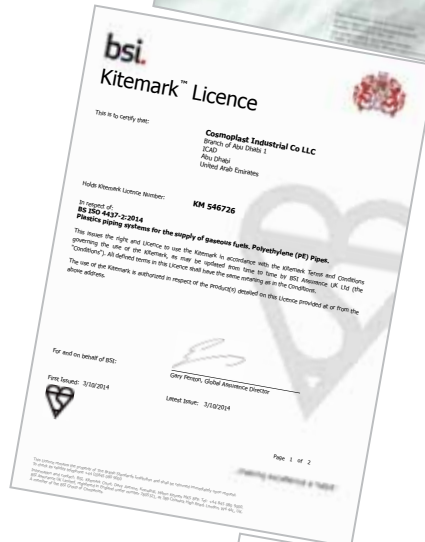 bsi.
Kitemark™ Licence
This is to certify that:
Cosmoplast Industrial Co LLC
Branch of Abu Dhabi 1
ICAD
Abu Dhabi
United Arab Emirates
Holds Kitemark Licence Number:
KM 546726
In respect of:
BS ISO 4437-2:2014
Plastics piping systems for the supply of gaseous fuels. Polyethylene (PE) Pipes.
This issues the right and Licence to use the Kitemark in accordance with the Kitemark Terms and Conditions
governing the use of the Kitemark, as may be updated from time to time by BSI Assurance UK Ltd (the
"Conditions"). All defined terms in this Licence shall have the same meaning as in the Conditions.
The use of the Kitemark is authorized in respect of the Product(s) detailed on this Licence provided at or from the
above address.
For and on behalf of BSI:
Gary Fenton, Global Assurance Director
First Issued: 3/10/2014
Latest Issue: 3/10/2014
Page 1 of 2
...making excellence a habit.™